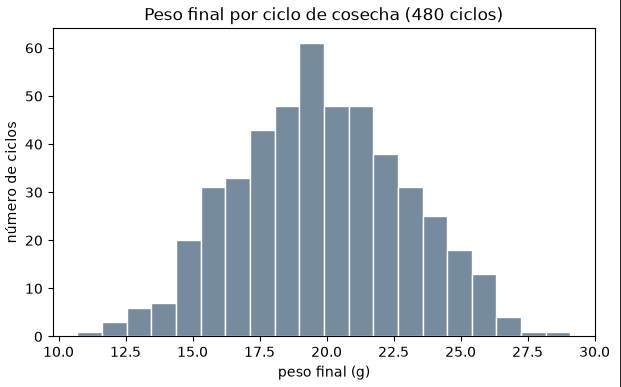 Peso final por ciclo de cosecha (480 ciclos)
número de ciclos
60
50
40
30
20
10
0
10.0 12.5 15.0 17.5 20.0 22.5 25.0 27.5 30.0
peso final (g)